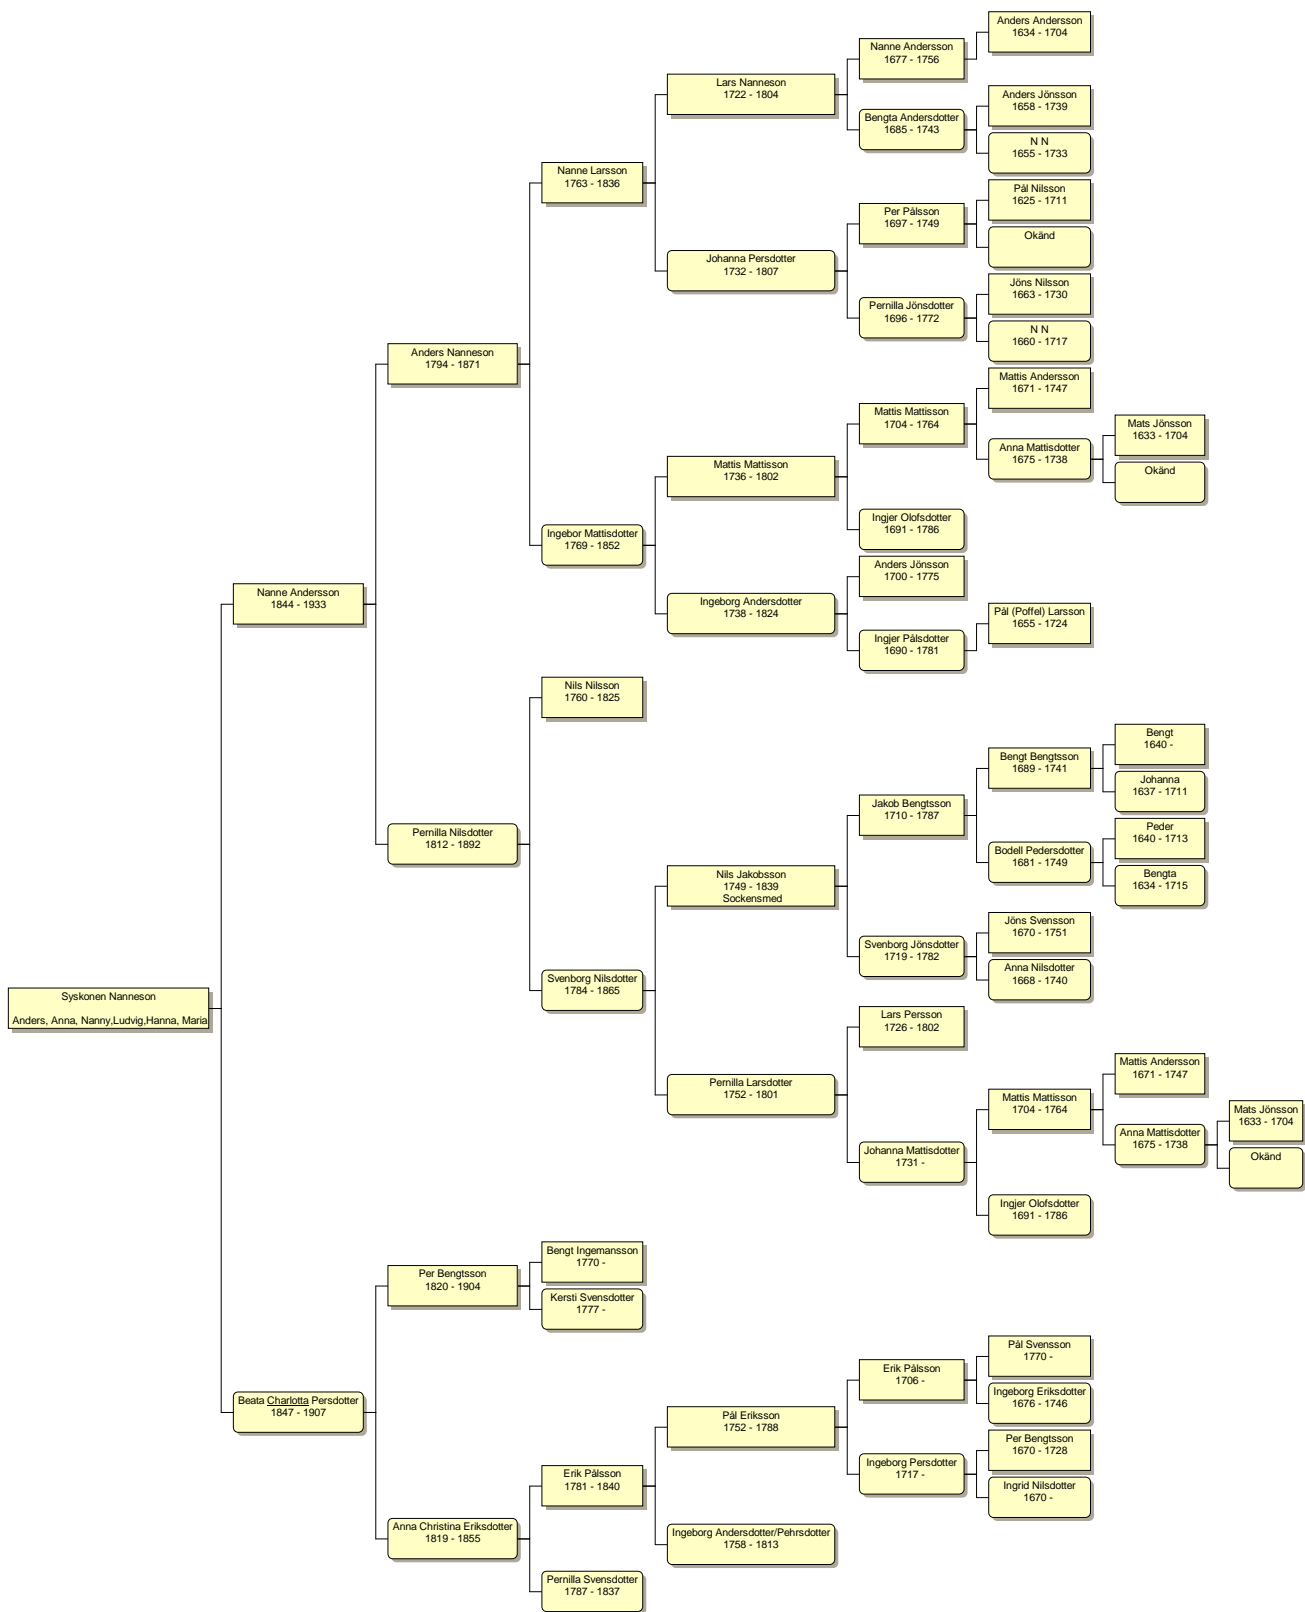 Anders Andersson
1634 - 1704
Nanne Andersson
1677 - 1756
Lars Nanneson
1722 - 1804
Anders Jönsson
1658 - 1739
Bengta Andersdotter
1685 - 1743
N N
1655 - 1733
Nanne Larsson
1763 - 1836
Pål Nilsson
1625 - 1711
Per Pålsson
1697 - 1749
Okänd
Johanna Persdotter
1732 - 1807
Jöns Nilsson
1663 - 1730
Pernilla Jönsdotter
1696 - 1772
N N
1660 - 1717
Anders Nanneson
1794 - 1871
Mattis Andersson
1671 - 1747
Mattis Mattisson
1704 - 1764
Mats Jönsson
1633 - 1704
Anna Mattisdotter
1675 - 1738
Okänd
Mattis Mattisson
1736 - 1802
Ingjer Olofsdotter
1691 - 1786
Ingebor Mattisdotter
1769 - 1852
Anders Jönsson
1700 - 1775
Ingeborg Andersdotter
1738 - 1824
Pål (Poffel) Larsson
1655 - 1724
Ingjer Pålsdotter
1690 - 1781
Nanne Andersson
1844 - 1933
Nils Nilsson
1760 - 1825
Bengt
1640 -
Bengt Bengtsson
1689 - 1741
Johanna
1637 - 1711
Jakob Bengtsson
1710 - 1787
Peder
1640 - 1713
Pernilla Nilsdotter
1812 - 1892
Bodell Pedersdotter
1681 - 1749
Bengta
1634 - 1715
Nils Jakobsson
1749 - 1839
Sockensmed
Jöns Svensson
1670 - 1751
Svenborg Jönsdotter
1719 - 1782
Anna Nilsdotter
1668 - 1740
Svenborg Nilsdotter
1784 - 1865
Syskonen Nanneson
Anders, Anna, Nanny,Ludvig,Hanna, Maria
Lars Persson
1726 - 1802
Pernilla Larsdotter
1752 - 1801
Mattis Andersson
1671 - 1747
Mattis Mattisson
1704 - 1764
Mats Jönsson
1633 - 1704
Anna Mattisdotter
1675 - 1738
Okänd
Johanna Mattisdotter
1731 -
Ingjer Olofsdotter
1691 - 1786
Bengt Ingemansson
1770 -
Per Bengtsson
1820 - 1904
Kersti Svensdotter
1777 -
Pål Svensson
1770 -
Erik Pålsson
1706 -
Ingeborg Eriksdotter
1676 - 1746
Beata Charlotta Persdotter
1847 - 1907
Pål Eriksson
1752 - 1788
Per Bengtsson
1670 - 1728
Ingeborg Persdotter
1717 -
Ingrid Nilsdotter
1670 -
Erik Pålsson
1781 - 1840
Anna Christina Eriksdotter
1819 - 1855
Ingeborg Andersdotter/Pehrsdotter
1758 - 1813
Pernilla Svensdotter
1787 - 1837